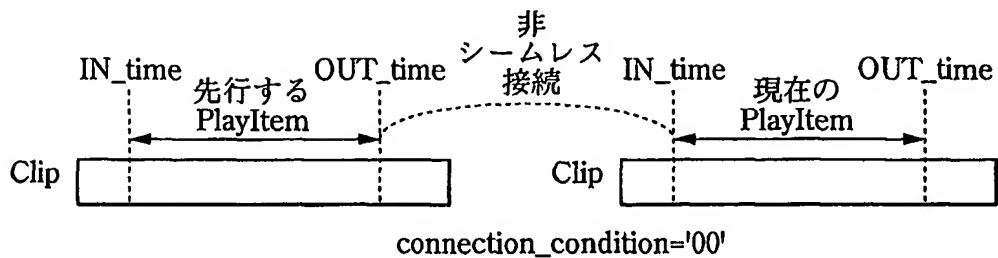 非
シームレス
接続
IN_time
OUT_time
IN_time
OUT_time
先行する
PlayItem
現在の
PlayItem
Clip
Clip
connection_condition='00'